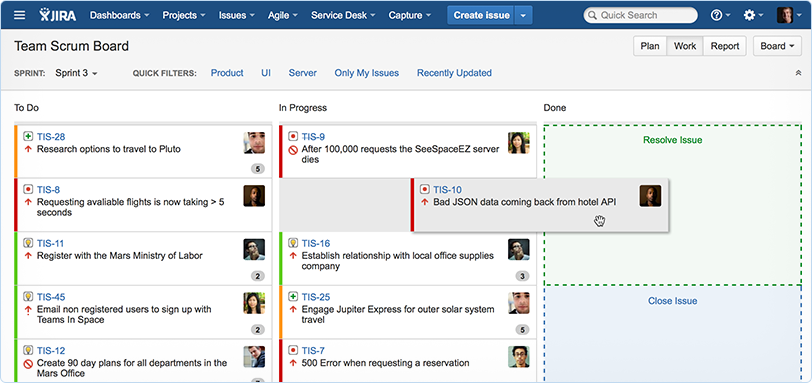 JIRA Dashboards Projects Issues Agile Service Desk Capture Create issue Quick Search
Team Scrum Board Plan Work Report Board
SPRINT: Sprint 3 QUICK FILTERS: Product UI Server Only My Issues Recently Updated
To Do In Progress Done
TIS-28
Research options to travel to Pluto
5
TIS-8
Requesting avaliable flights is now taking > 5
seconds
TIS-11
Register with the Mars Ministry of Labor
2
TIS-45
Email non registered users to sign up with
Teams In Space
2
TIS-12
Create 90 day plans for all departments in the
Mars Office
TIS-9
After 100,000 requests the SeeSpaceEZ server
dies
TIS-10
Bad JSON data coming back from hotel API
TIS-16
Establish relationship with local office supplies
company
3
TIS-25
Engage Jupiter Express for outer solar system
travel
5
TIS-7
500 Error when requesting a reservation
Resolve Issue
Close Issue